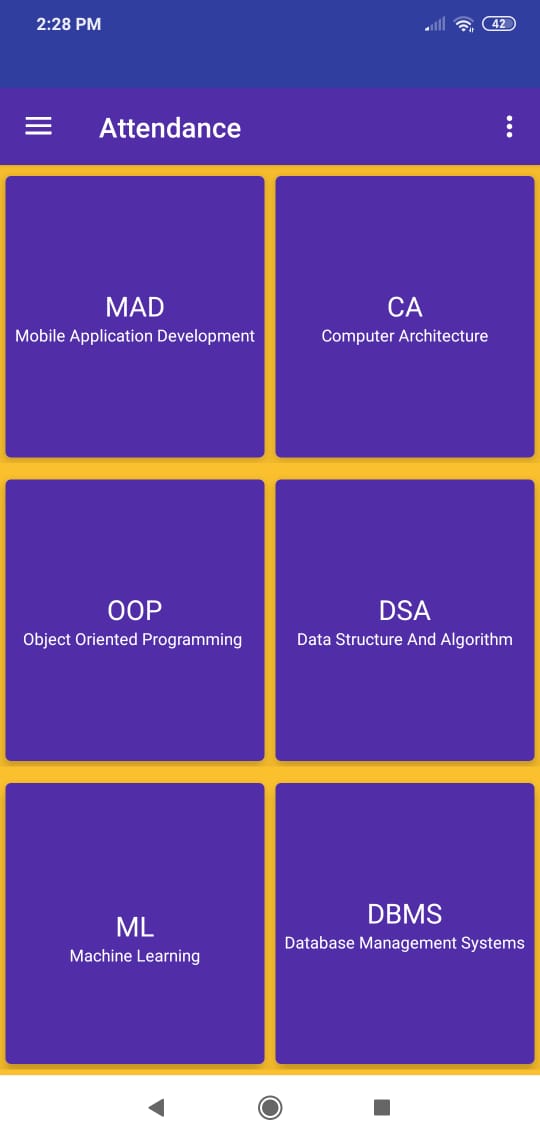 2:28 PM
42
Attendance
MAD
Mobile Application Development
CA
Computer Architecture
OOP
Object Oriented Programming
DSA
Data Structure And Algorithm
ML
Machine Learning
DBMS
Database Management Systems